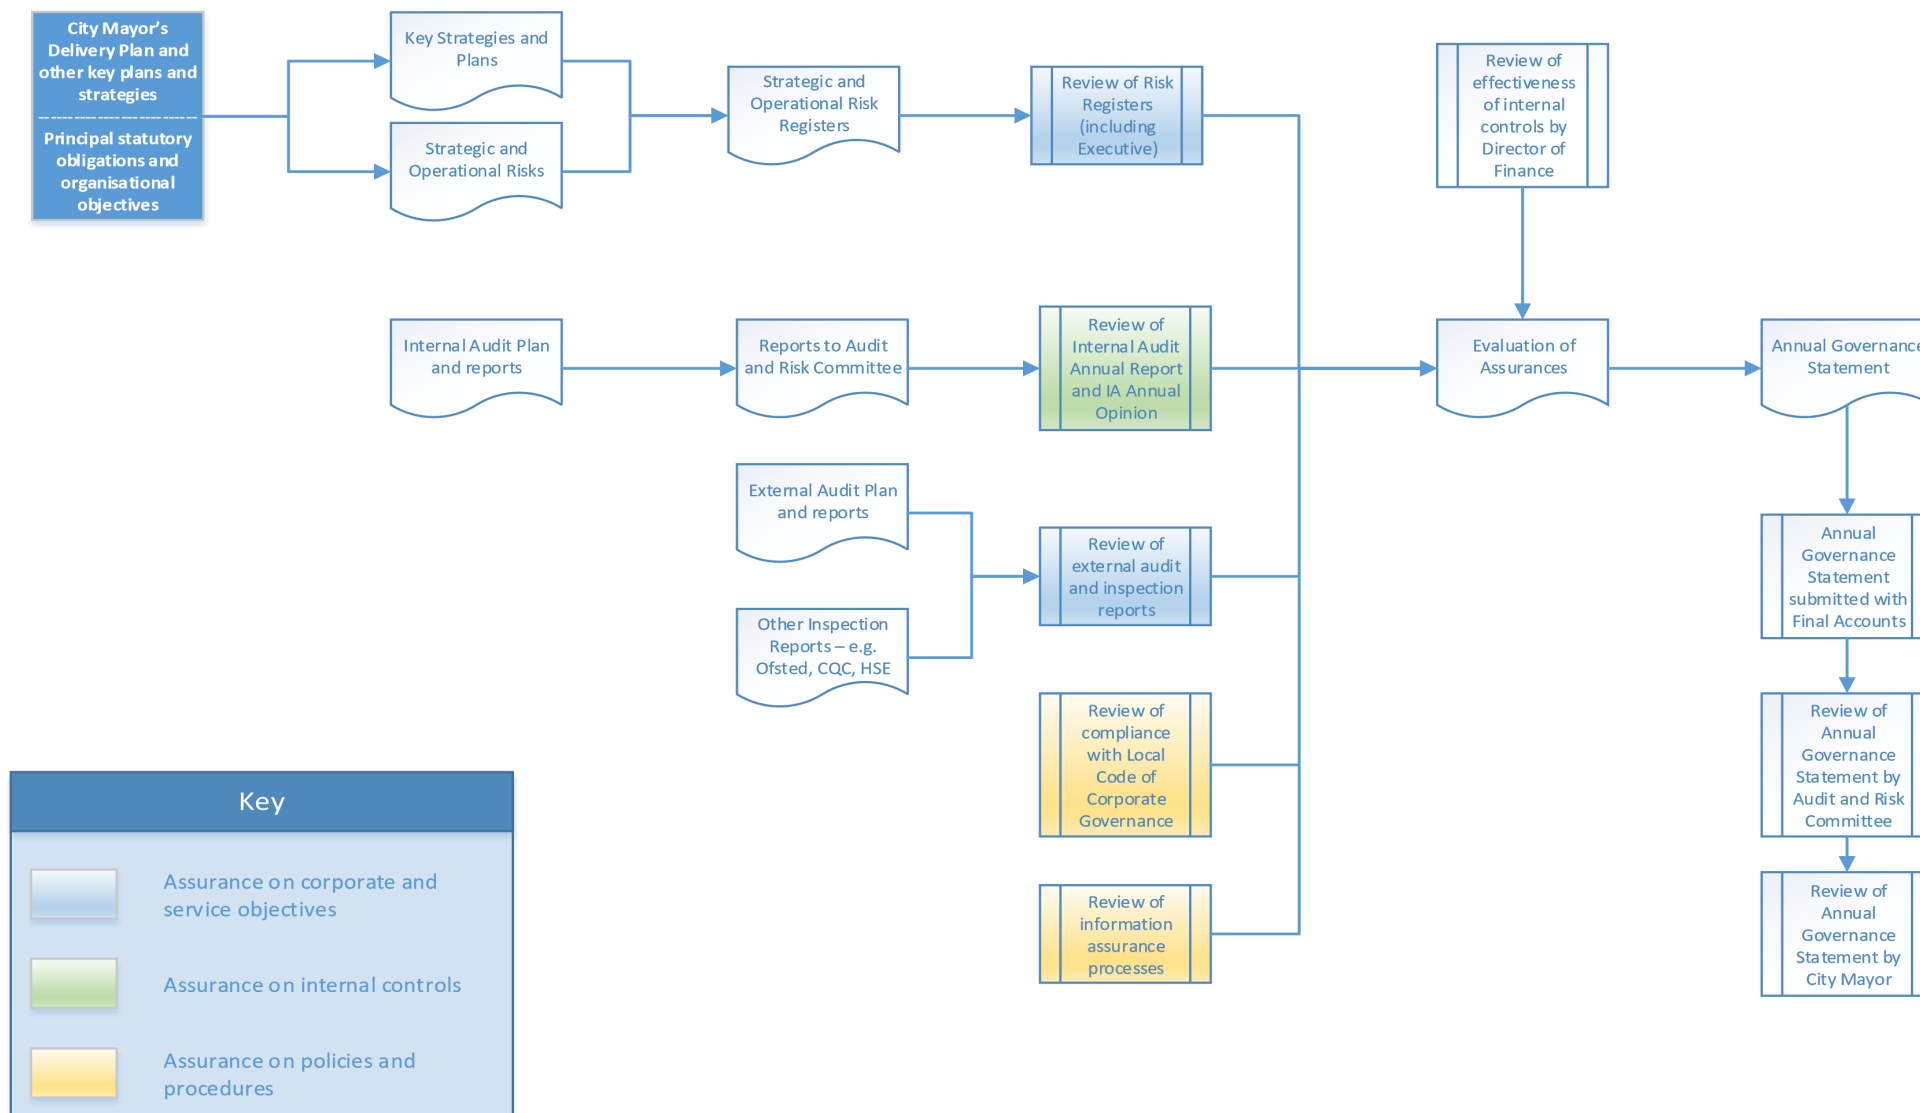 City Mayor’s
Delivery Plan and
other key plans and
strategies
Principal statutory
obligations and
organisational
objectives
Key Strategies and
Plans
Strategic and
Operational Risks
Strategic and
Operational Risk
Registers
Review of Risk
Registers
(including
Executive)
Review of
effectiveness
of internal
controls by
Director of
Finance
Internal Audit Plan
and reports
Reports to Audit
and Risk Committee
Review of
Internal Audit
Annual Report
and IA Annual
Opinion
Evaluation of
Assurances
Annual Governance
Statement
External Audit Plan
and reports
Other Inspection
Reports – e.g.
Ofsted, CQC, HSE
Review of
external audit
and inspection
reports
Annual
Governance
Statement
submitted with
Final Accounts
Review of
compliance
with Local
Code of
Corporate
Governance
Review of
Annual
Governance
Statement by
Audit and Risk
Committee
Review of
information
assurance
processes
Review of
Annual
Governance
Statement by
City Mayor
Key
Assurance on corporate and
service objectives
Assurance on internal controls
Assurance on policies and
procedures